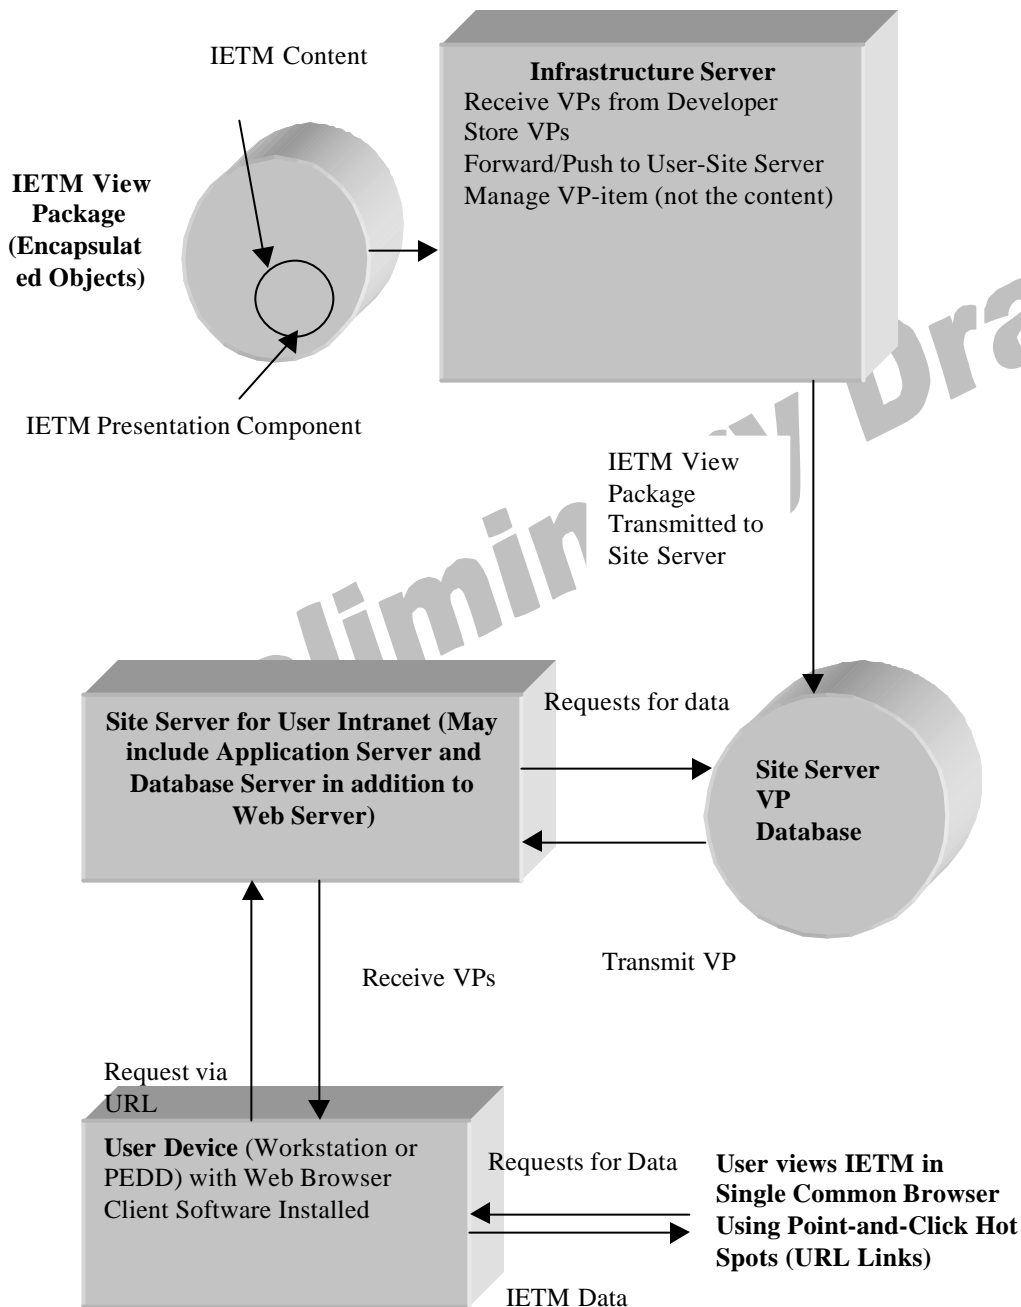 IETM Content
Infrastructure Server
Receive VPs from Developer
Store VPs
Forward/Push to User-Site Server
Manage VP-item (not the content)
IETM View
Package
(Encapsulat
ed Objects)
IETM Presentation Component
IETM View
Package
Transmitted to
Site Server
Requests for data
Site Server for User Intranet (May
include Application Server and
Database Server in addition to
Web Server)
Site Server
VP
Database
Transmit VP
Receive VPs
Request via
URL
User Device (Workstation or
PEDD) with Web Browser
Client Software Installed
Requests for Data
User views IETM in
Single Common Browser
Using Point-and-Click Hot
Spots (URL Links)
IETM Data